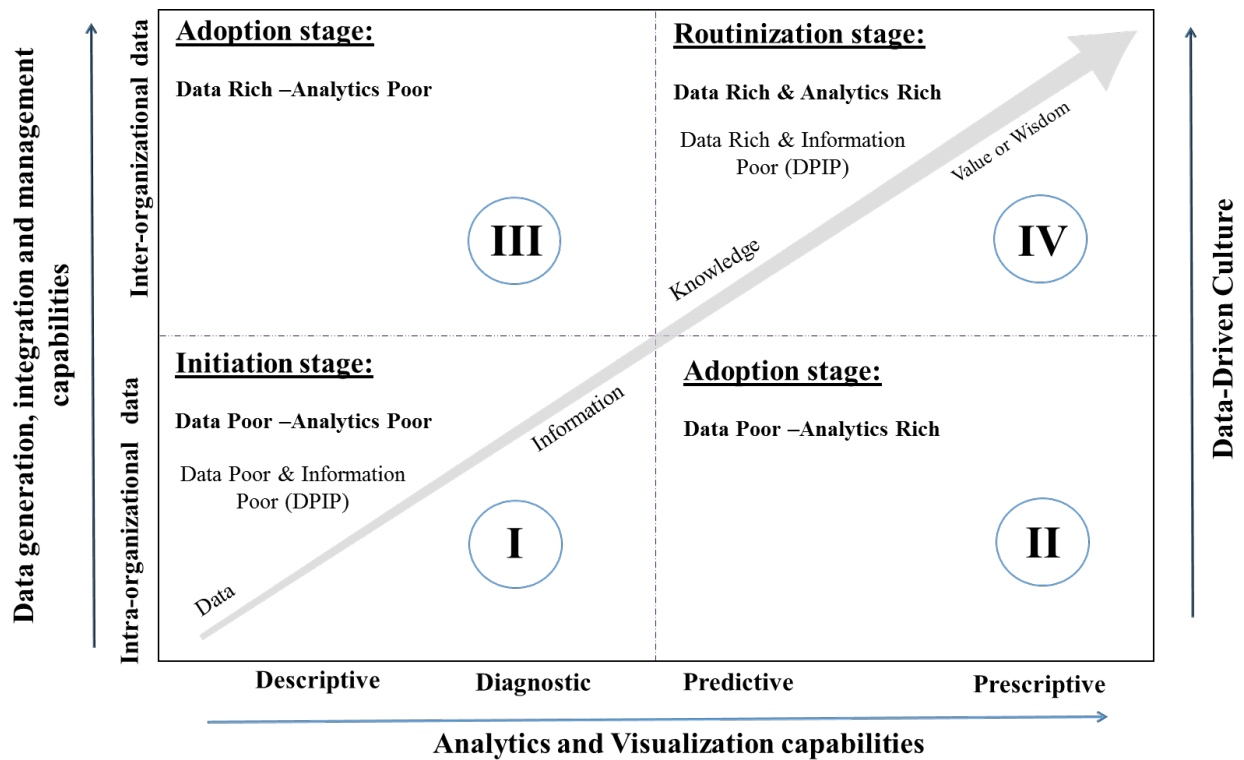 Data generation, integration and management
capabilities
Inter-organizational data
Intra-organizational data
Adoption stage:
Data Rich –Analytics Poor
III
Routinization stage:
Data Rich & Analytics Rich
Data Rich & Information
Poor (DPIP)
Value or Wisdom
IV
Knowledge
Initiation stage:
Data Poor –Analytics Poor
Data Poor & Information
Poor (DPIP)
Information
Data
I
Adoption stage:
Data Poor –Analytics Rich
II
Data-Driven Culture
Descriptive Diagnostic Predictive Prescriptive
Analytics and Visualization capabilities